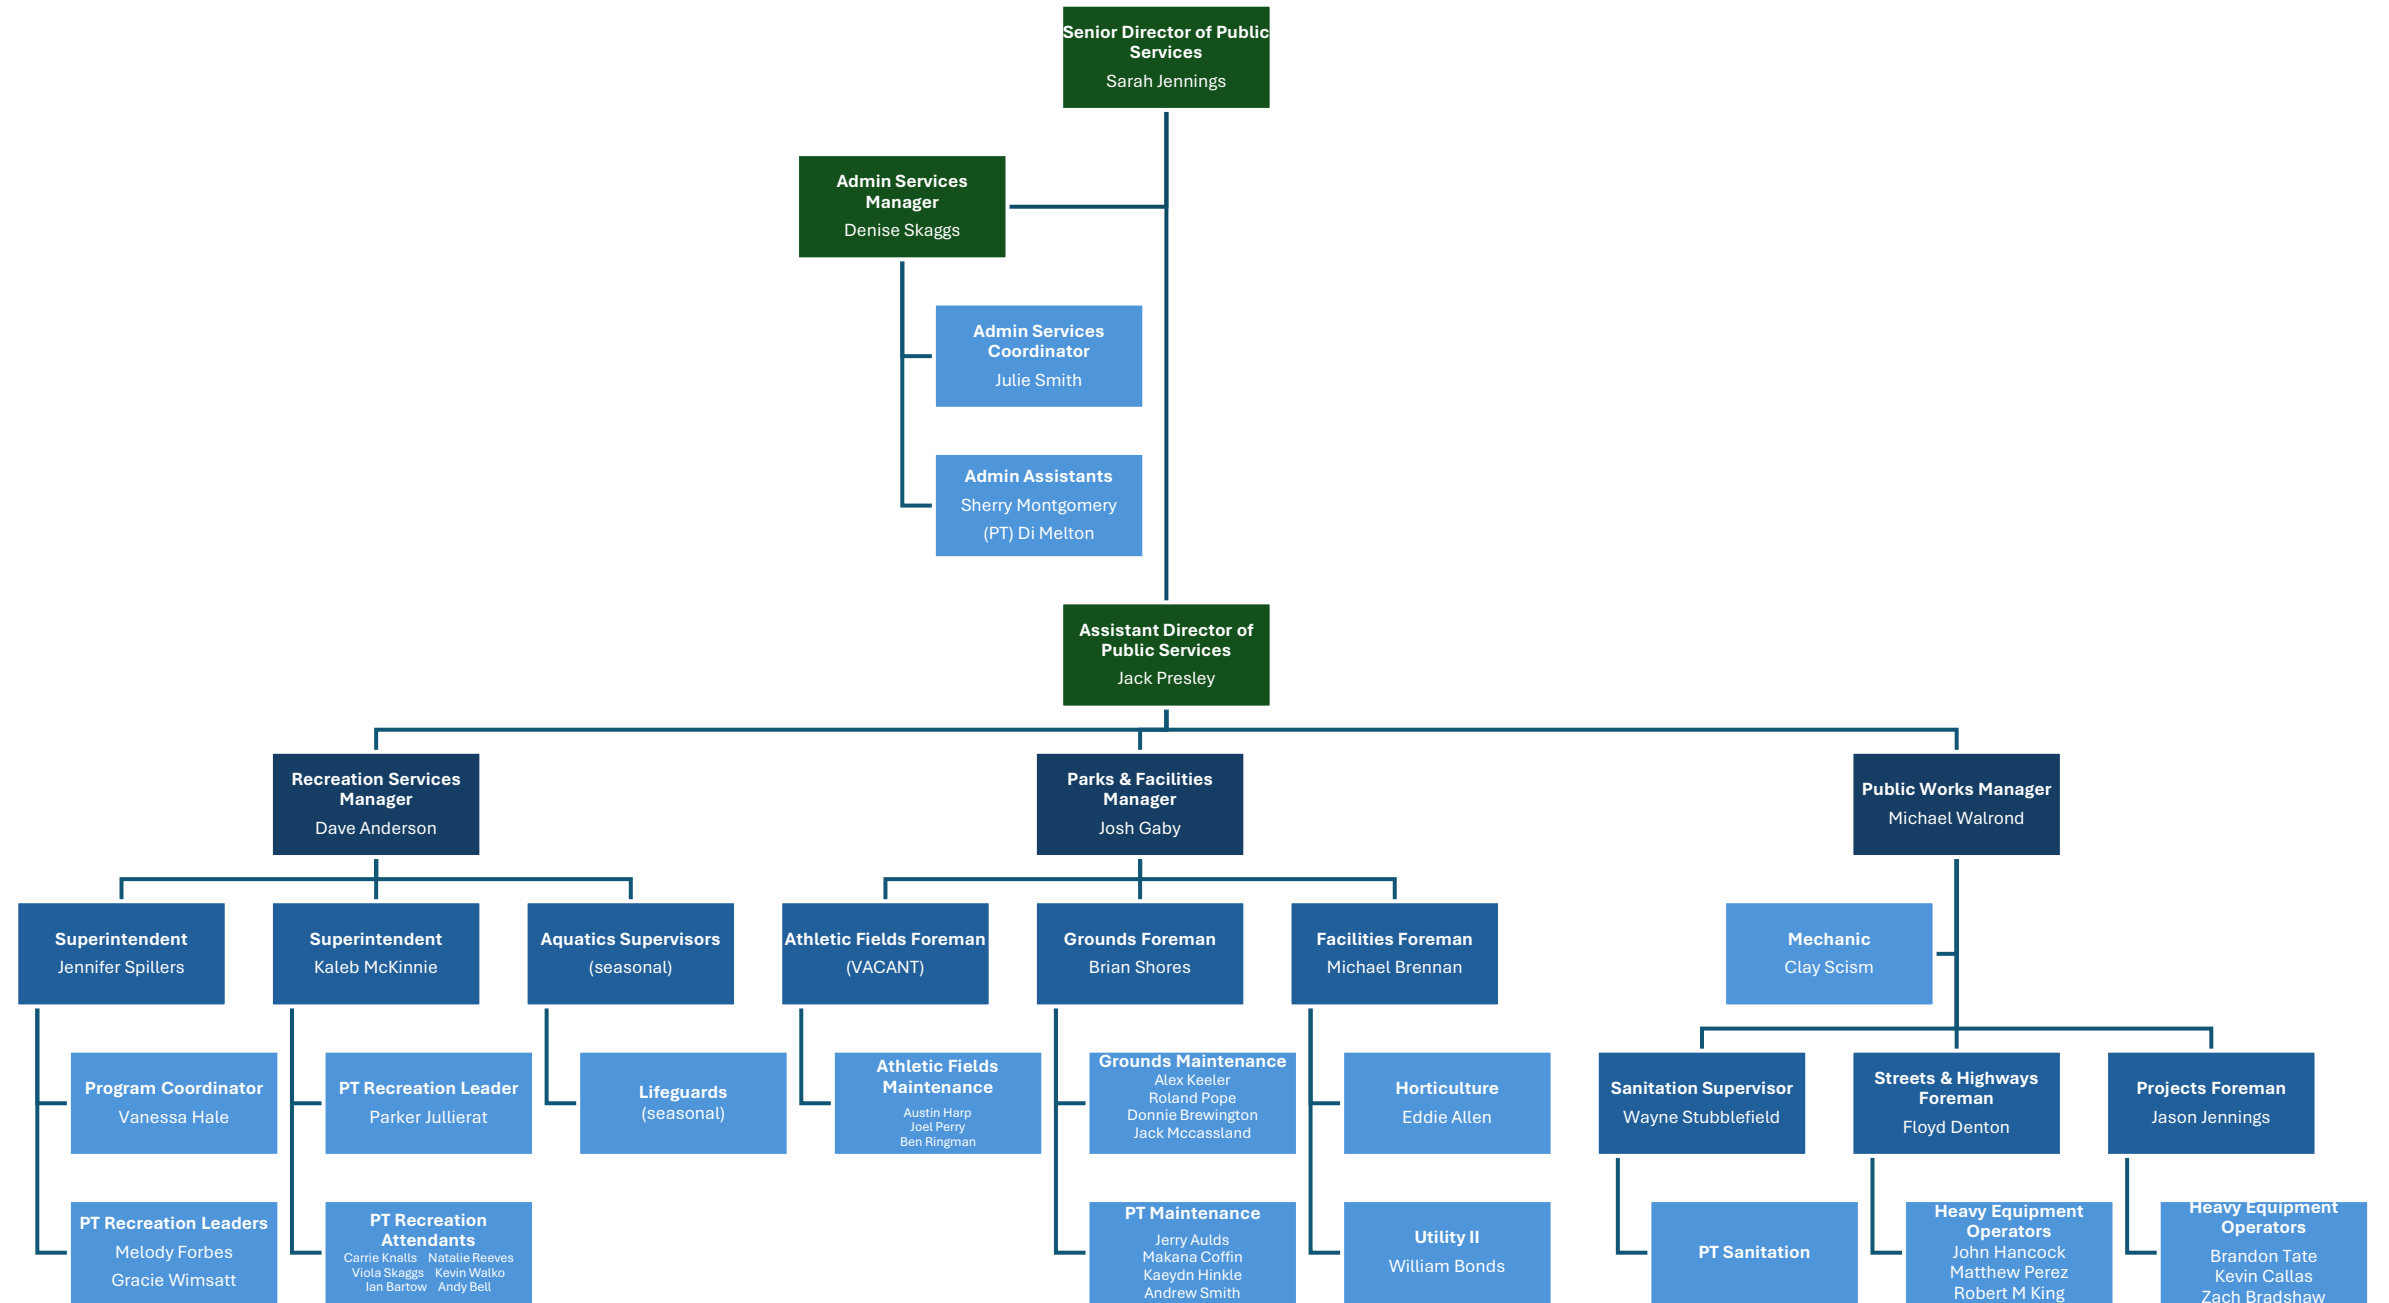 Senior Director of Public
Services
Sarah Jennings
Admin Services
Manager
Denise Skaggs
Admin Services
Coordinator
Julie Smith
Admin Assistants
Sherry Montgomery
(PT) Di Melton
Assistant Director of
Public Services
Jack Presley
Recreation Services
Manager
Dave Anderson
Parks & Facilities
Manager
Josh Gaby
Public Works Manager
Michael Walrond
Superintendent
Jennifer Spillers
Superintendent
Kaleb McKinnie
Aquatics Supervisors
(seasonal)
Athletic Fields Foreman
(VACANT)
Grounds Foreman
Brian Shores
Facilities Foreman
Michael Brennan
Mechanic
Clay Scism
Program Coordinator
Vanessa Hale
PT Recreation Leader
Parker Jullierat
Lifeguards
(seasonal)
Athletic Fields
Maintenance
Austin Harp
Joel Perry
Ben Ringman
Grounds Maintenance
Alex Keeler
Roland Pope
Donnie Brewington
Jack Mccassland
Horticulture
Eddie Allen
Sanitation Supervisor
Wayne Stubblefield
Streets & Highways
Foreman
Floyd Denton
Projects Foreman
Jason Jennings
PT Recreation Leaders
Melody Forbes
Gracie Wimsatt
PT Recreation
Attendants
Carrie Knalls Natalie Reeves
Viola Skaggs Kevin Walko
Ian Bartow Andy Bell
PT Maintenance
Jerry Aulds
Makana Coffin
Kaeydn Hinkle
Andrew Smith
Utility II
William Bonds
PT Sanitation
Heavy Equipment
Operators
John Hancock
Matthew Perez
Robert M King
Heavy Equipment
Operators
Brandon Tate
Kevin Callas
Zach Bradshaw